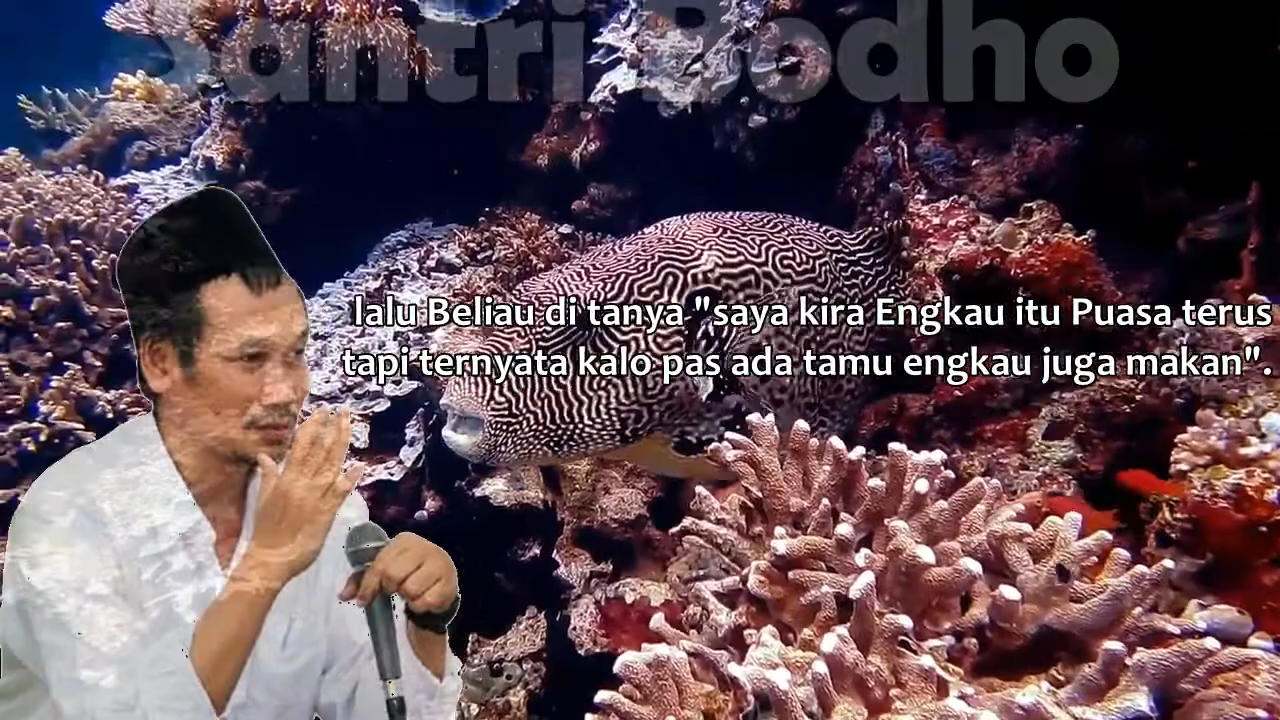 Santri Bodho
lalu Beliau di tanya "saya kira Engkau itu Puasa terus
tapi ternyata kalo pas ada tamu engkau juga makan".